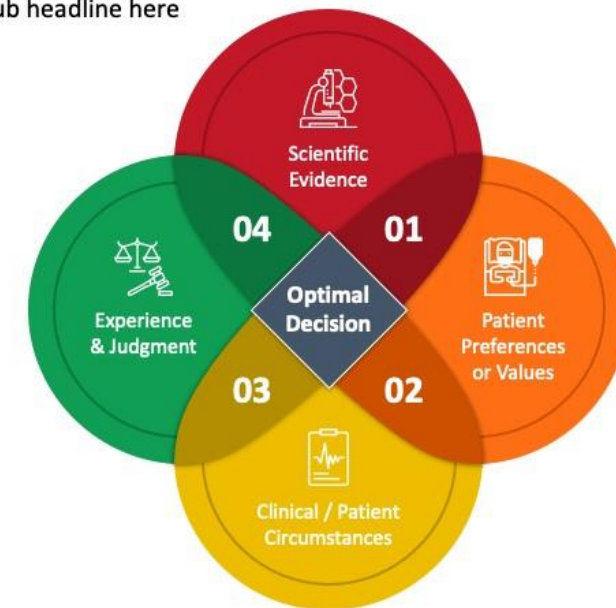 headline here
Scientific
Evidence
04
01
Experience
& Judgment
Optimal
Decision
Patient
Preferences
or Values
03
02
Clinical / Patient
Circumstances